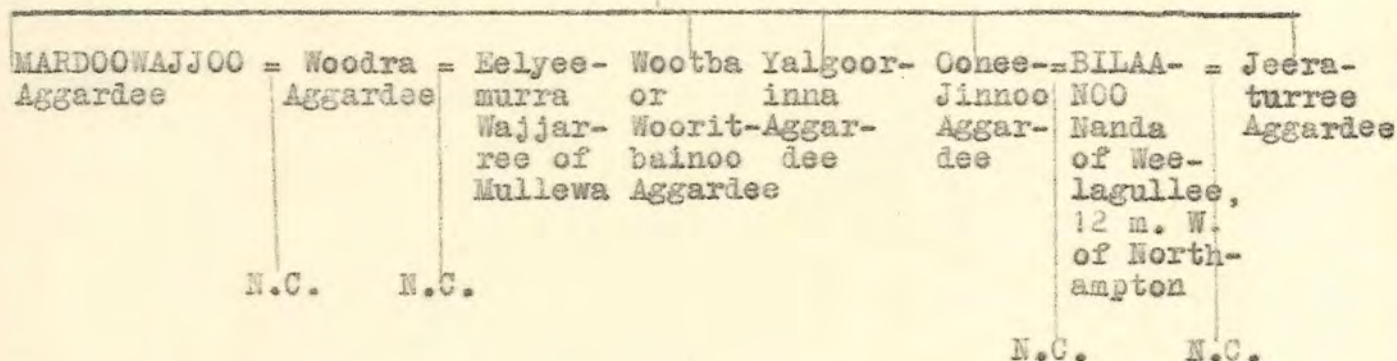 MARDOOWAJJOO = Woodra = Eelyee- Wootba Yalgoor- Oohee-=BILAA- = Jeera-
Aggardee Aggardee murra or inna Jinnoo NOO turree
Wajjar- Woorit-Aggar- Aggar- Nanda Aggardee
ree of bainoo dee dee of Wee-
Mullewa Aggardee lagullee,
12 m. W.
of North-
N.C. N.C. ampton
N.C. N.C.